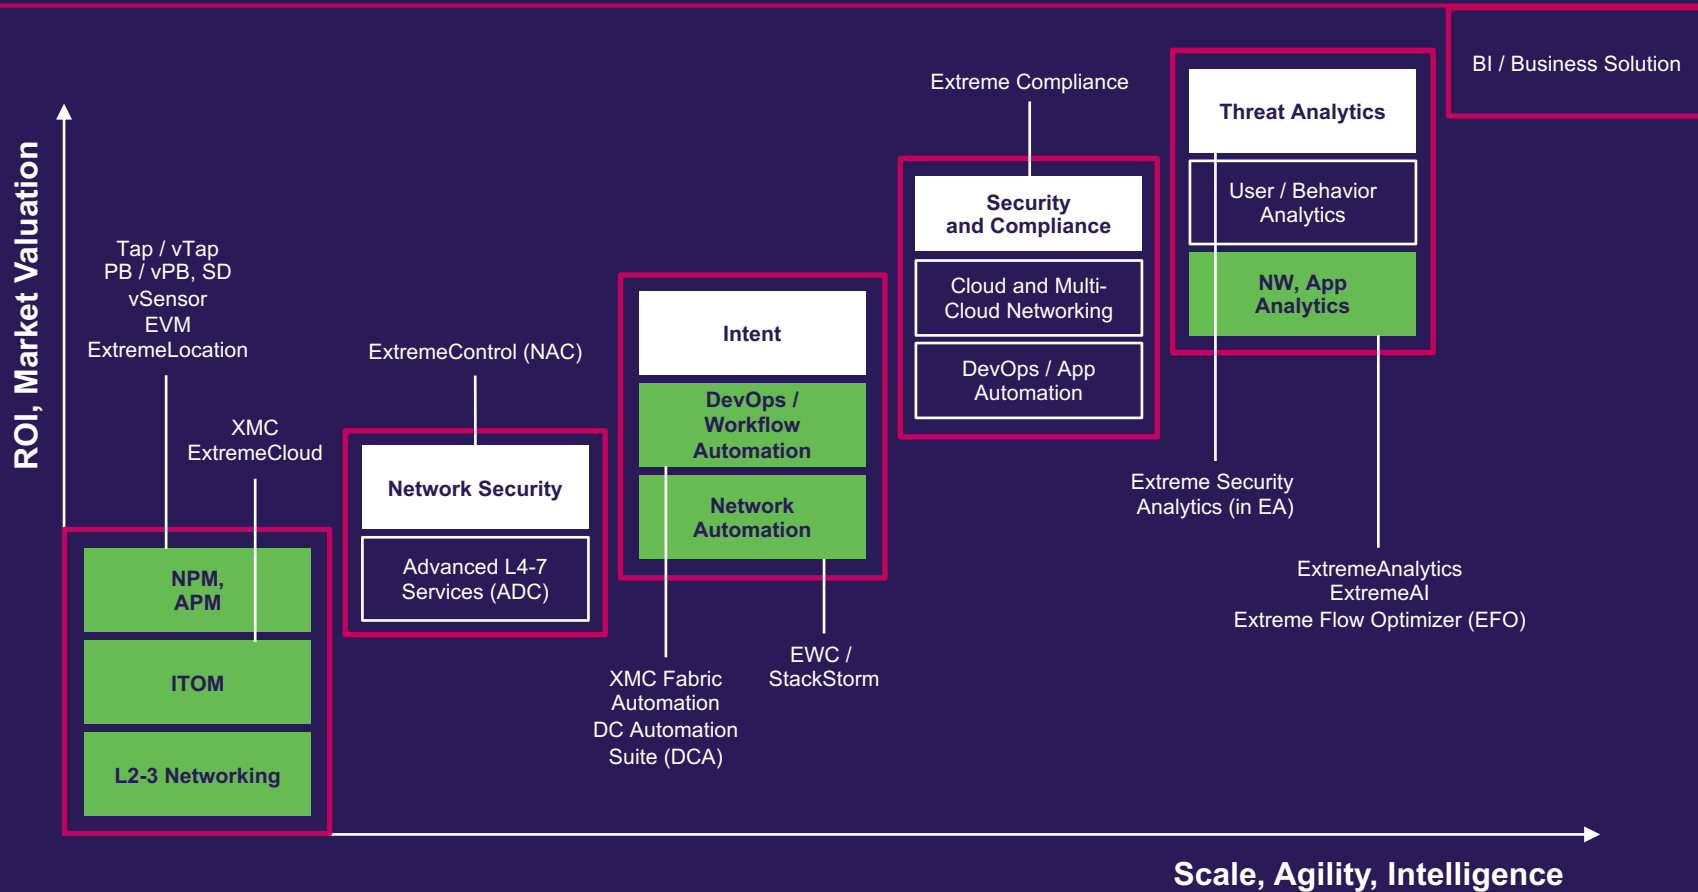 BI / Business Solution
Extreme Compliance
Threat Analytics
User / Behavior
Analytics
NW, App
Analytics
Security
and Compliance
Cloud and Multi-
Cloud Networking
DevOps / App
Automation
ROI, Market Valuation
Tap / vTap
PB / vPB, SD
vSensor
EVM
ExtremeLocation
XMC
ExtremeCloud
ExtremeControl (NAC)
Intent
DevOps /
Workflow
Automation
Network
Automation
Network Security
Advanced L4-7
Services (ADC)
NPM,
APM
ITOM
L2-3 Networking
XMC Fabric
Automation
DC Automation
Suite (DCA)
EWC /
StackStorm
Extreme Security
Analytics (in EA)
ExtremeAnalytics
ExtremeAI
Extreme Flow Optimizer (EFO)
Scale, Agility, Intelligence